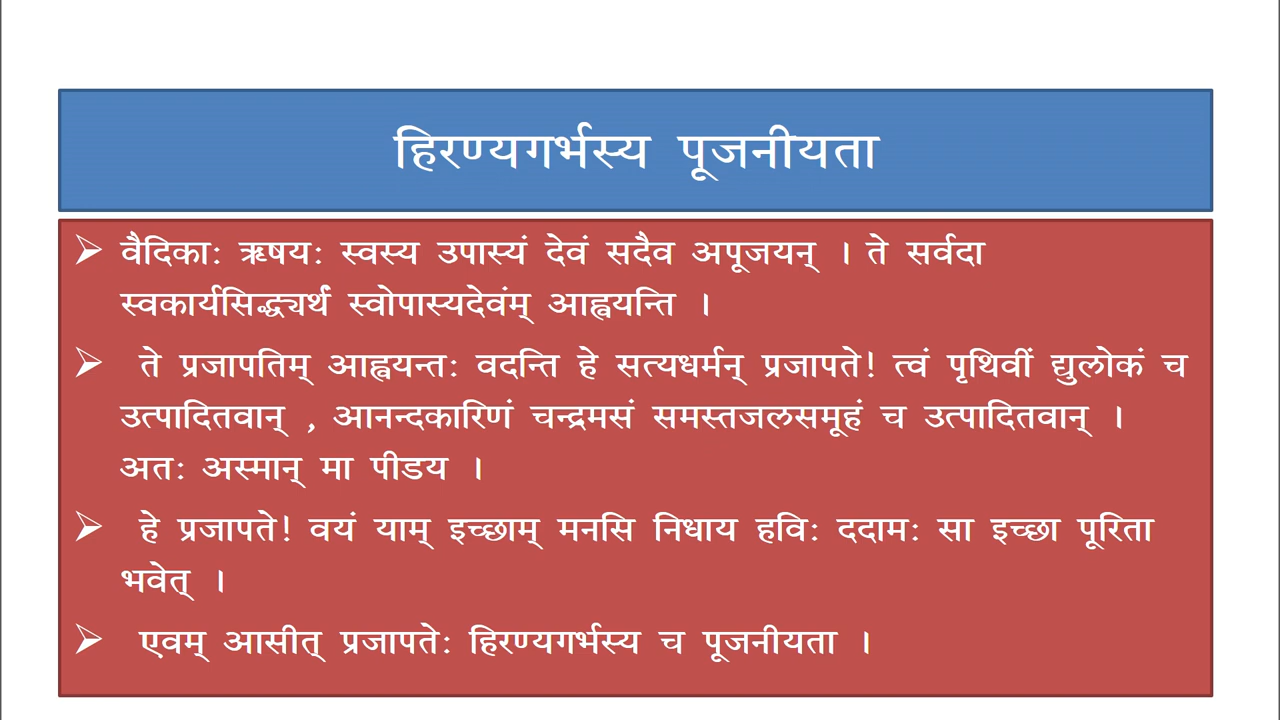 हिरण्यगर्भस्य पूजनीयता
➢ वैदिकाः ऋषयः स्वस्य उपास्यं देवं सदैव अपूजयन् । ते सर्वदा
स्वकार्यसिद्ध्यर्थं स्वोपास्यदेवंम् आह्वयन्ति ।
➢ ते प्रजापतिम् आह्वयन्तः वदन्ति हे सत्यधर्मन् प्रजापते! त्वं पृथिवीं द्युलोकं च
उत्पादितवान् , आनन्दकारिणं चन्द्रमसं समस्तजलसमूहं च उत्पादितवान् ।
अतः अस्मान् मा पीडय ।
➢ हे प्रजापते! वयं याम् इच्छाम् मनसि निधाय हविः ददामः सा इच्छा पूरिता
भवेत् ।
➢ एवम् आसीत् प्रजापतेः हिरण्यगर्भस्य च पूजनीयता ।